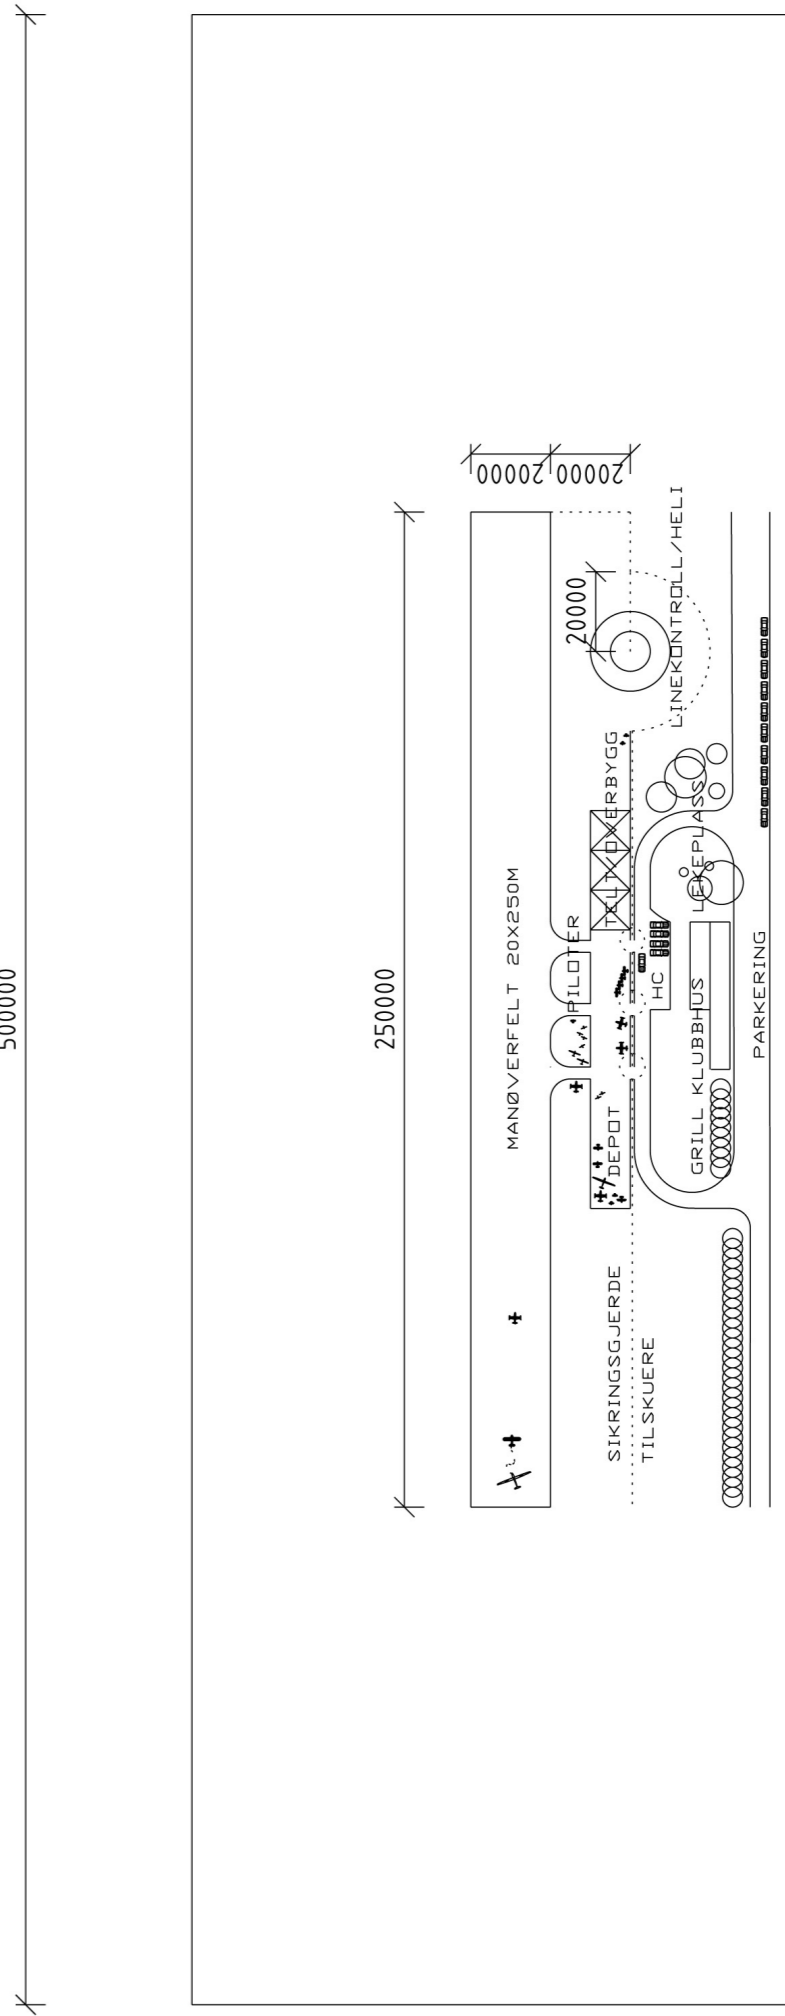 500000
250000
20000
20000
20000
MANØVERFELT 20X250M
PILOTER
TELT/OVERBYGG
DEPOT
SIKRINGSGJERDE
TILSKUERE
LINEKONTROLL/HELI
HC
LEKEPLASS
GRILL KLUBBHUS
PARKERING